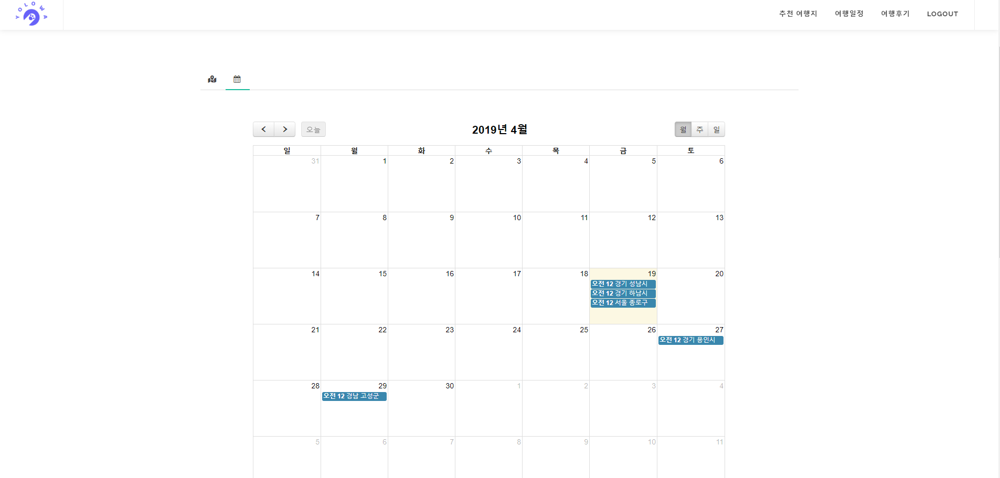 YOLOWA
추천 여행지 여행일정 여행후기 LOGOUT
오늘 2019년 4월 월 주 일
일 월 화 수 목 금 토
31 1 2 3 4 5 6
7 8 9 10 11 12 13
14 15 16 17 18 19 20
오전 12 경기 성남시
오전 12 경기 하남시
오전 12 서울 종로구
21 22 23 24 25 26 27
오전 12 경기 용인시
28 29 30 1 2 3 4
오전 12 경남 고성군
5 6 7 8 9 10 11